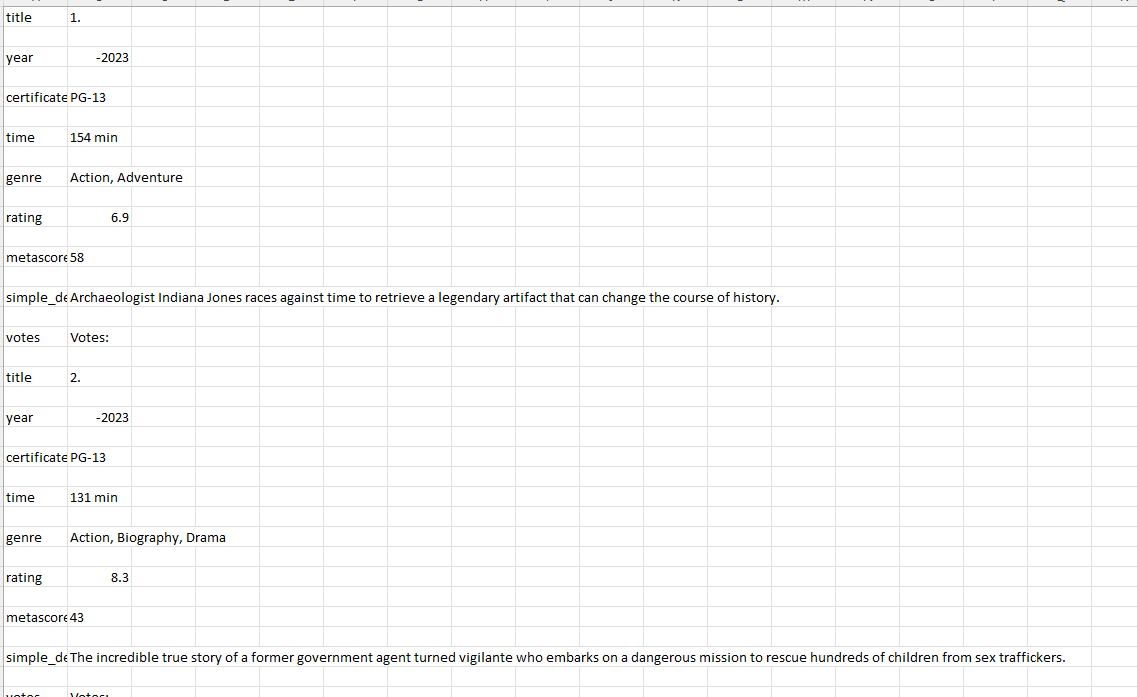 title 1.
year -2023
certificate PG-13
time 154 min
genre Action, Adventure
rating 6.9
metascore 58
simple_de Archaeologist Indiana Jones races against time to retrieve a legendary artifact that can change the course of history.
votes Votes:
title 2.
year -2023
certificate PG-13
time 131 min
genre Action, Biography, Drama
rating 8.3
metascore 43
simple_de The incredible true story of a former government agent turned vigilante who embarks on a dangerous mission to rescue hundreds of children from sex traffickers.
votes Votes: